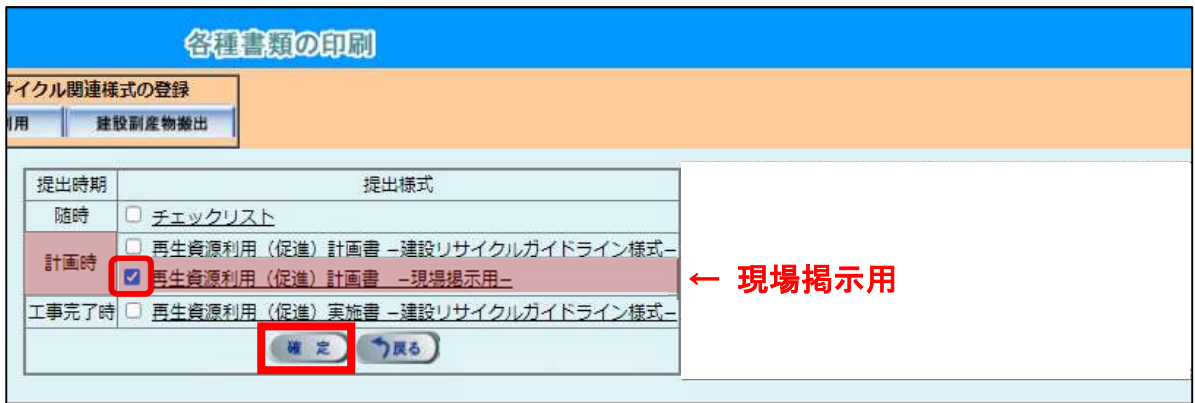 各種書類の印刷
サイクル関連様式の登録
利用 建設副産物搬出
提出時期 提出様式
随時 チェックリスト
計画時 再生資源利用（促進）計画書 −建設リサイクルガイドライン様式−
再生資源利用（促進）計画書 −現場掲示用− ← 現場掲示用
工事完了時 再生資源利用（促進）実施書 −建設リサイクルガイドライン様式−
確 定 戻る